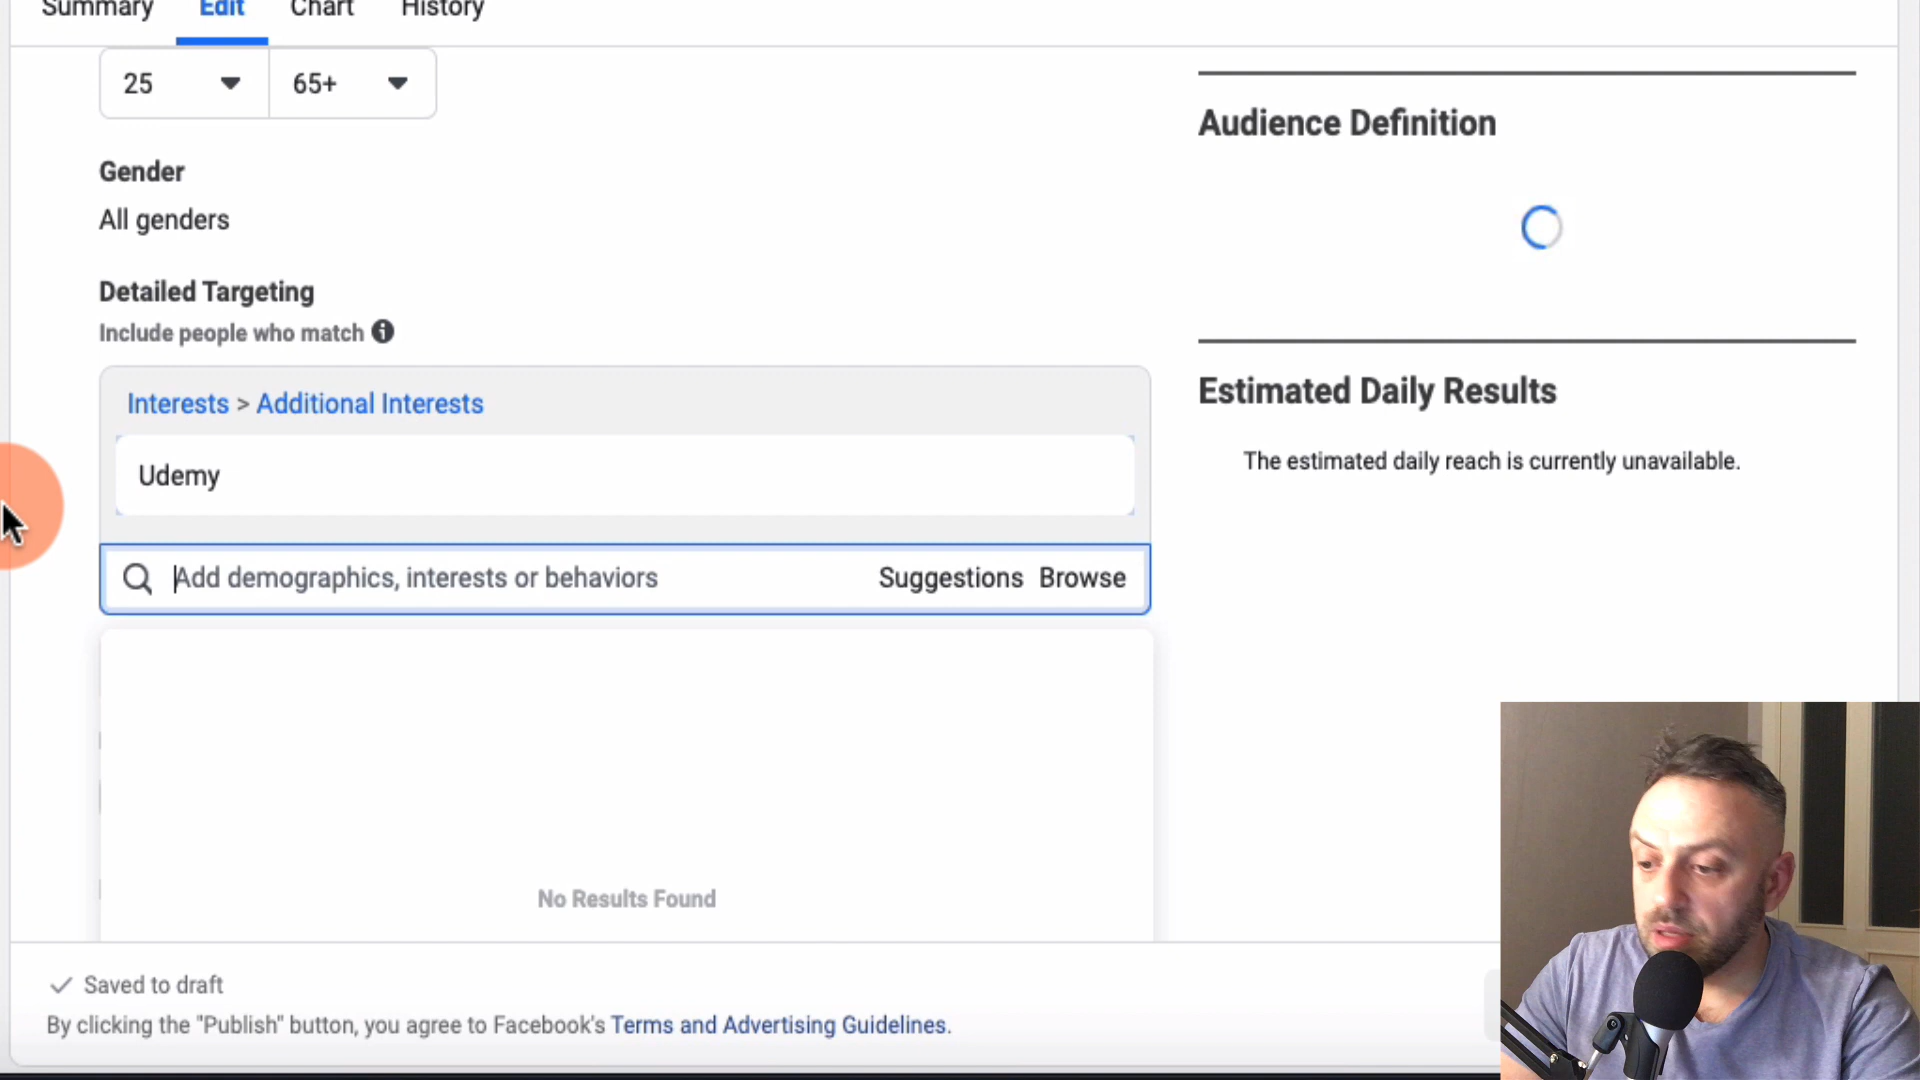 Summary Edit Chart History
25 65+
Gender
All genders
Detailed Targeting
Include people who match
Interests > Additional Interests
Udemy
Add demographics, interests or behaviors Suggestions Browse
No Results Found
Audience Definition
Estimated Daily Results
The estimated daily reach is currently unavailable.
Saved to draft
By clicking the "Publish" button, you agree to Facebook's Terms and Advertising Guidelines.